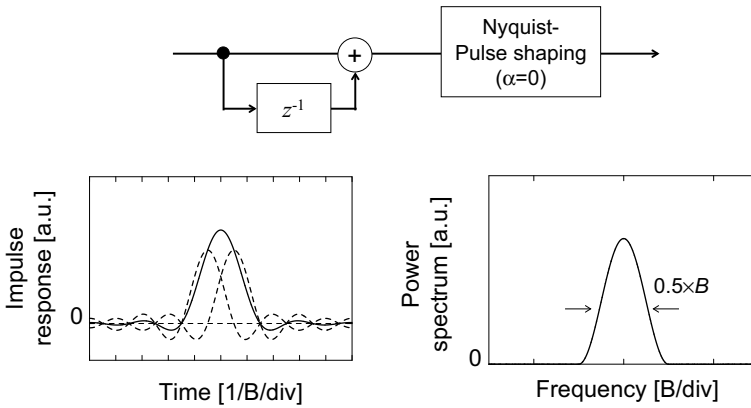 Nyquist-
Pulse shaping
(α=0)
+
z-1
Impulse
response [a.u.]
0
Time [1/B/div]
Power
spectrum [a.u.]
0.5×B
0
Frequency [B/div]